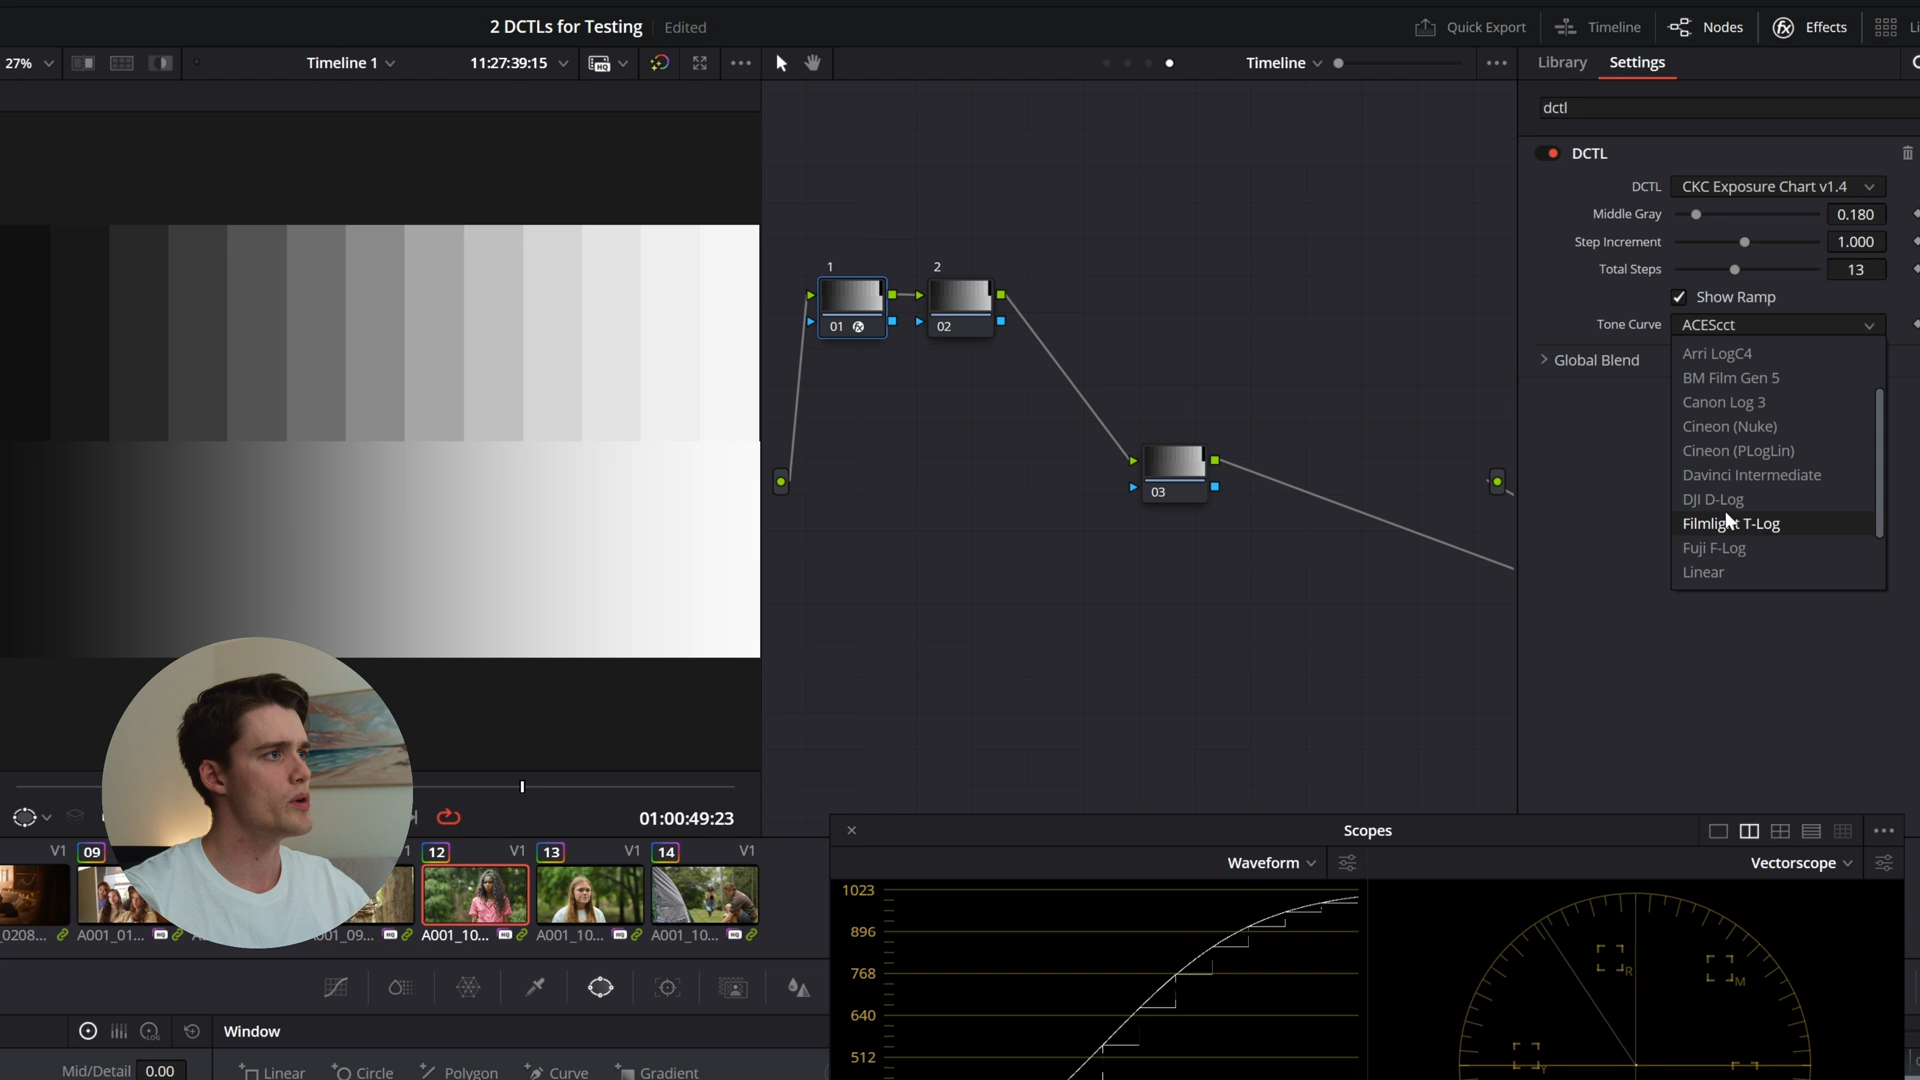 2 DCTLs for Testing
Edited
Quick Export
Timeline
Nodes
Effects
27%
Timeline 1
11:27:39:15
HQ
Timeline
Library
Settings
dctl
DCTL
DCTL
CKC Exposure Chart v1.4
Middle Gray
0.180
Step Increment
1.000
Total Steps
13
Show Ramp
Tone Curve
ACEScct
Global Blend
Arri LogC4
BM Film Gen 5
Canon Log 3
Cineon (Nuke)
Cineon (PLogLin)
Davinci Intermediate
DJI D-Log
Filmlight T-Log
Fuji F-Log
Linear
1
2
01
02
03
01:00:49:23
V1
09
12
V1
13
V1
14
V1
0208...
A001_01...
01_09...
A001_10...
A001_10...
A001_10...
Scopes
Waveform
Vectorscope
1023
896
768
640
512
R
M
Y
LOG
Window
Mid/Detail
0.00
Linear
Circle
Polygon
Curve
Gradient